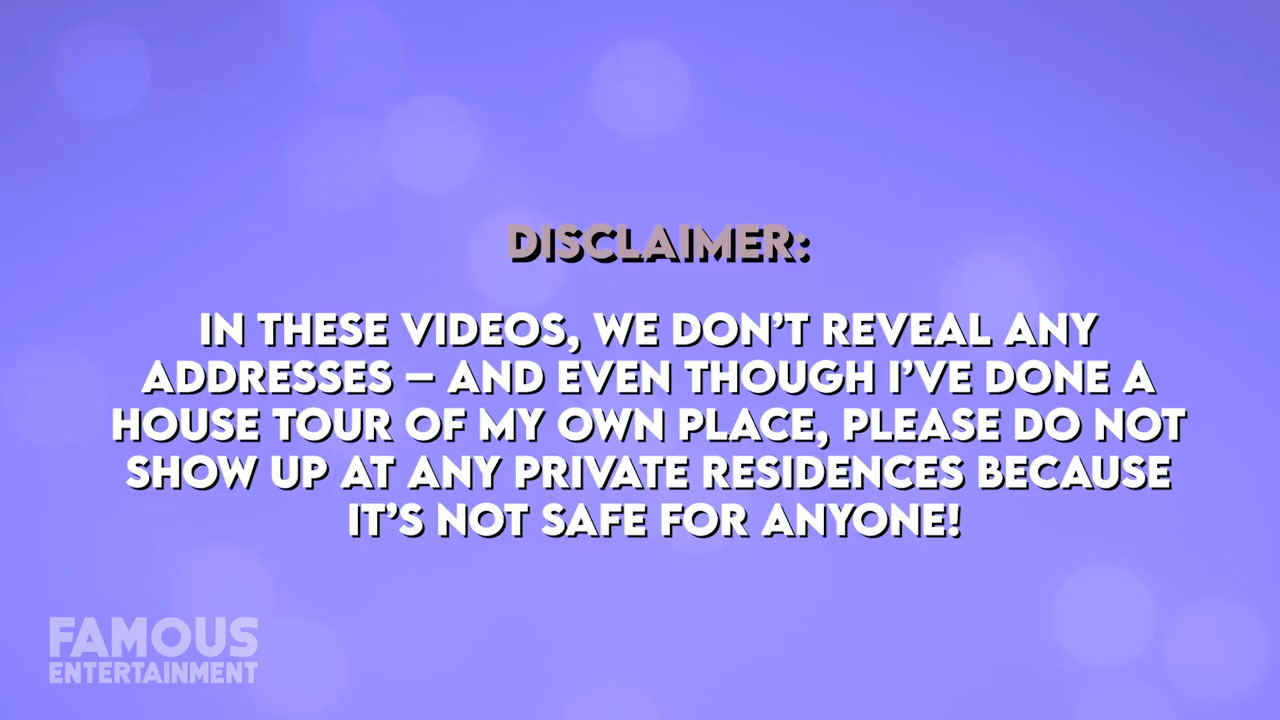 DISCLAIMER:
IN THESE VIDEOS, WE DON'T REVEAL ANY
ADDRESSES – AND EVEN THOUGH I'VE DONE A
HOUSE TOUR OF MY OWN PLACE, PLEASE DO NOT
SHOW UP AT ANY PRIVATE RESIDENCES BECAUSE
IT'S NOT SAFE FOR ANYONE!
FAMOUS
ENTERTAINMENT